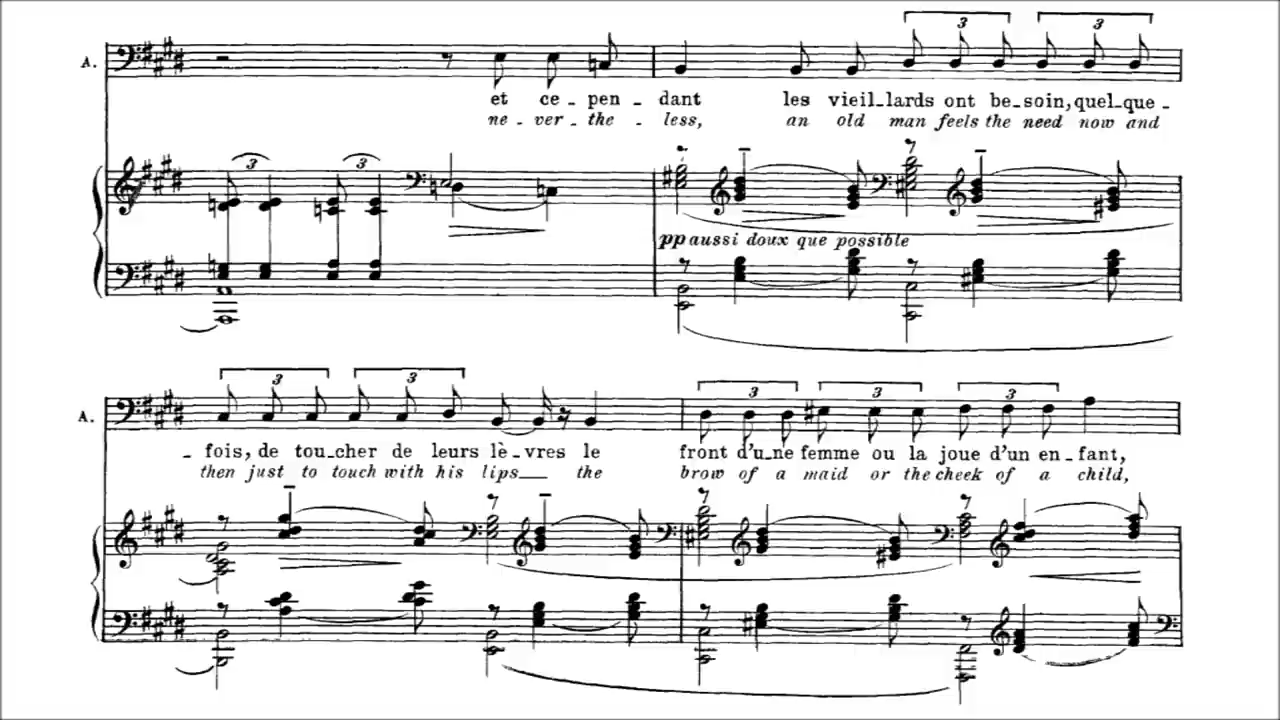 3 3
A.
et ce-pen-dant les vieil-lards ont be-soin, quel-que-
ne-ver-the-less, an old man feels the need now and
3 3
pp aussi doux que possible
3 3 3 3 3
A.
-fois, de tou-cher de leurs lè-vres le front d'u-ne femme ou la joue d'un en-fant,
then just to touch with his lips the brow of a maid or the cheek of a child,